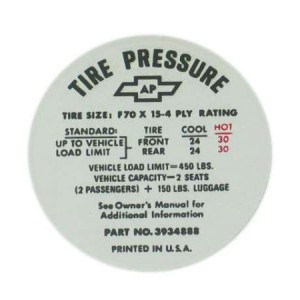 TIRE PRESSURE
AP
TIRE SIZE: F70 X 15-4 PLY RATING
STANDARD: TIRE COOL HOT
UP TO VEHICLE FRONT 24 30
LOAD LIMIT REAR 24 30
VEHICLE LOAD LIMIT=450 LBS.
VEHICLE CAPACITY-2 SEATS
(2 PASSENGERS) + 150 LBS. LUGGAGE
See Owner's Manual for
Additional Information
PART NO. 3934888
PRINTED IN U.S.A.